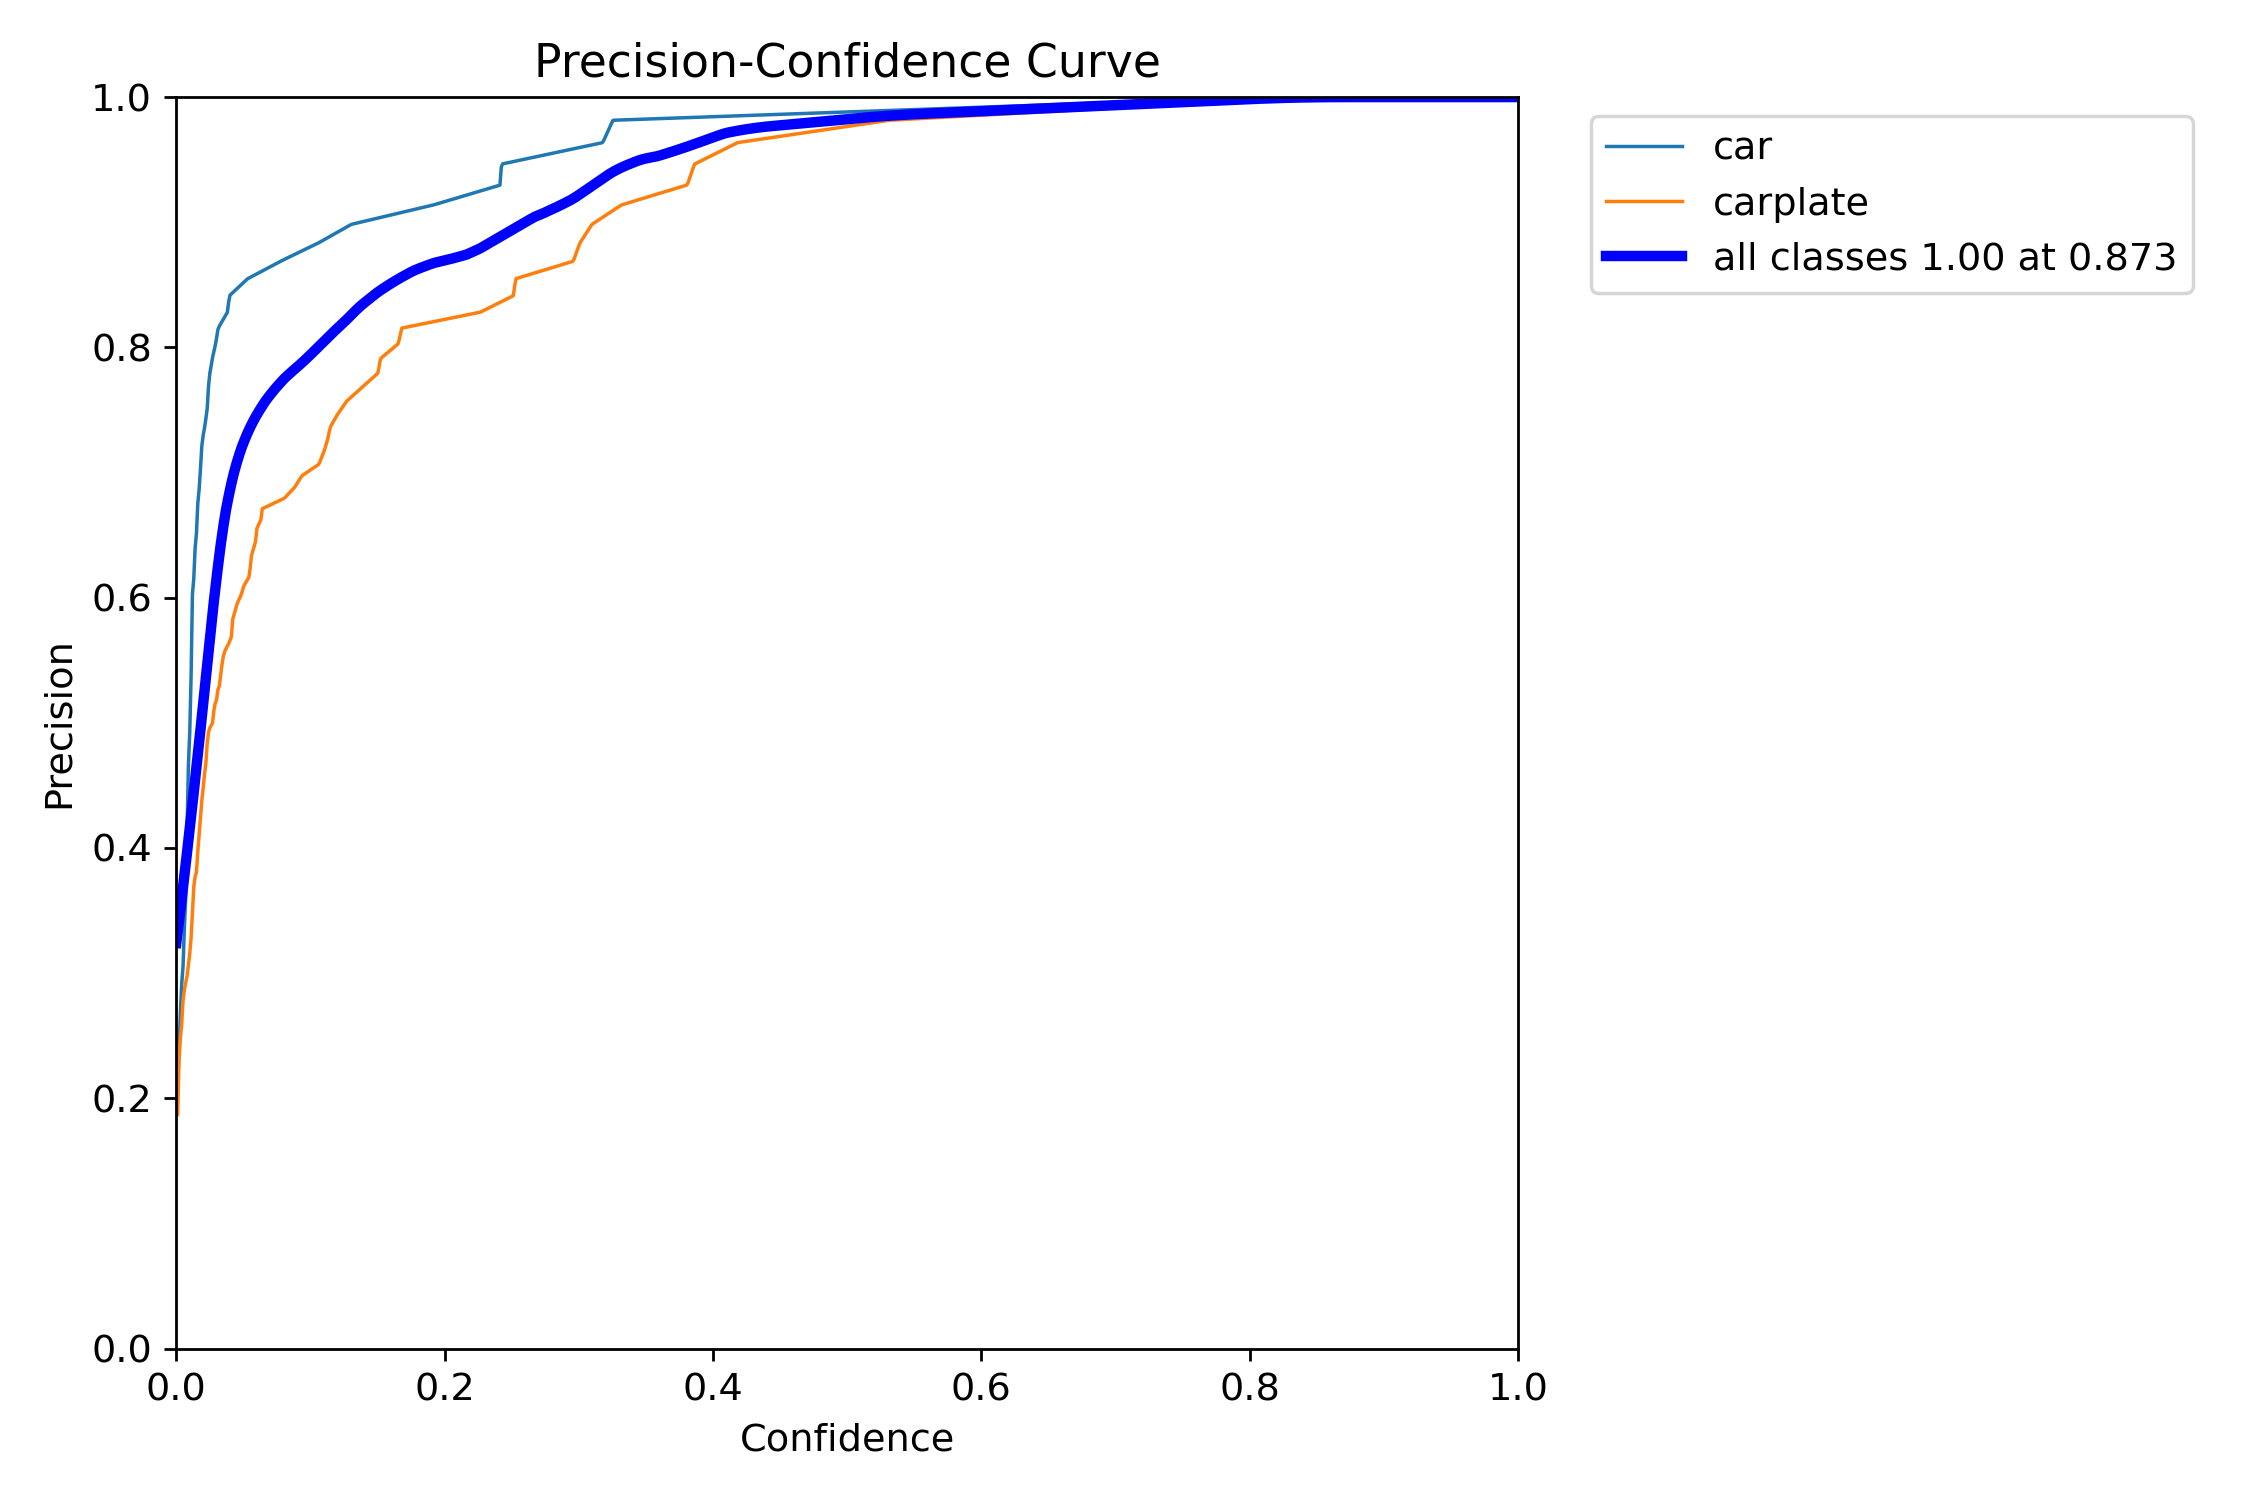 Precision-Confidence Curve
1.0
0.8
0.6
0.4
0.2
0.0
Precision
0.0 0.2 0.4 0.6 0.8 1.0
Confidence
car
carplate
all classes 1.00 at 0.873